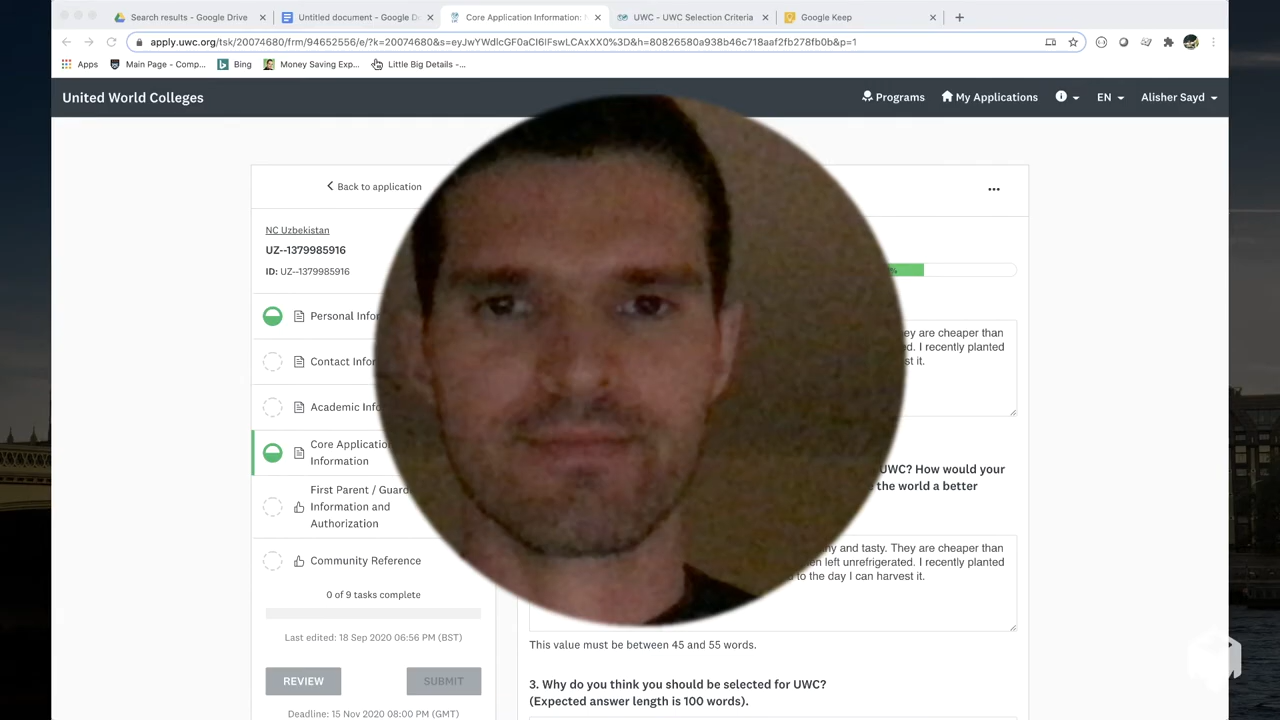 Search results - Google Drive
Untitled document - Google D
Core Application Information:
UWC - UWC Selection Criteria
Google Keep
apply.uwc.org/tsk/20074680/frm/94652556/e/?k=20074680&s=eyJwYWdlcGF0aCI6IFswLCAxXX0%3D&h=80826580a938b46c718aaf2fb278fb0b&p=1
Apps
Main Page - Comp...
Bing
Money Saving Exp...
Little Big Details -...
United World Colleges
Programs
My Applications
EN
Alisher Sayd
Back to application
NC Uzbekistan
UZ--1379985916
ID: UZ--1379985916
Personal Infor
Contact Infor
Academic Info
Core Application
Information
First Parent / Guard
Information and
Authorization
Community Reference
0 of 9 tasks complete
Last edited: 18 Sep 2020 06:56 PM (BST)
REVIEW
SUBMIT
Deadline: 15 Nov 2020 08:00 PM (GMT)
ey are cheaper than
d. I recently planted
st it.
UWC? How would your
e the world a better
hy and tasty. They are cheaper than
on left unrefrigerated. I recently planted
d to the day I can harvest it.
This value must be between 45 and 55 words.
3. Why do you think you should be selected for UWC?
(Expected answer length is 100 words).